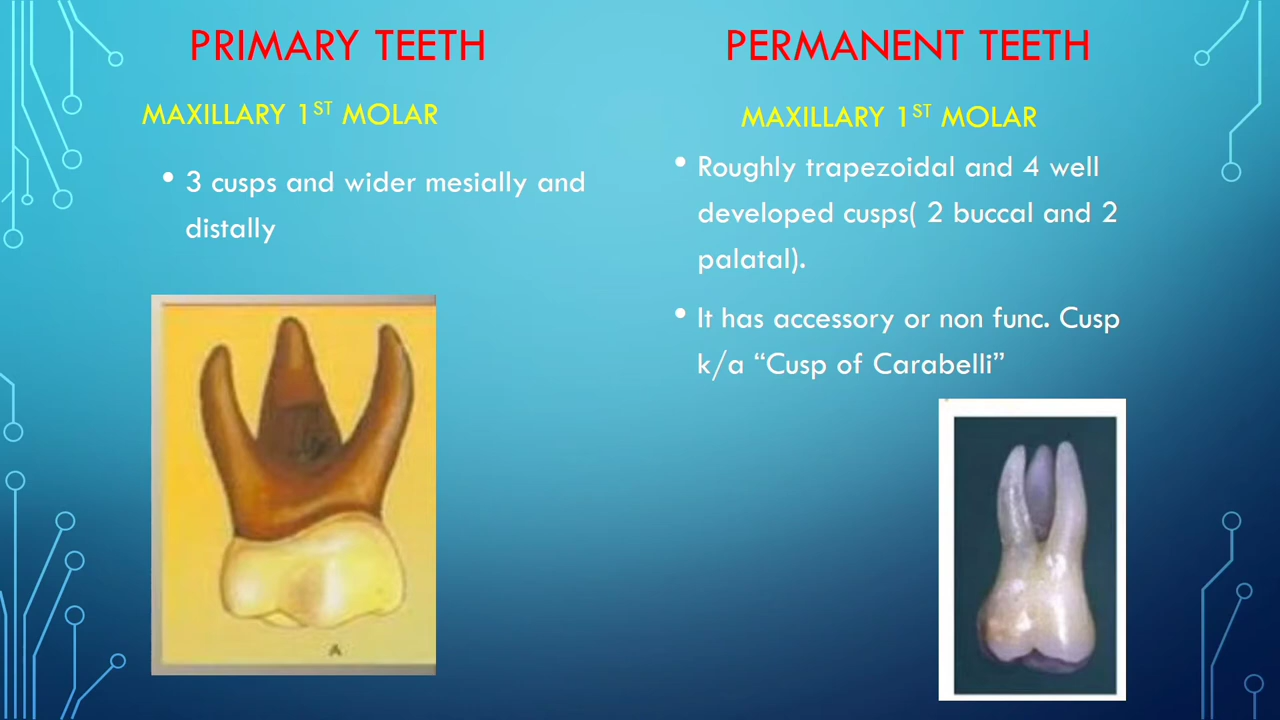 PRIMARY TEETH
MAXILLARY 1ST MOLAR
• 3 cusps and wider mesially and
distally
A
PERMANENT TEETH
MAXILLARY 1ST MOLAR
• Roughly trapezoidal and 4 well
developed cusps( 2 buccal and 2
palatal).
• It has accessory or non func. Cusp
k/a “Cusp of Carabelli”